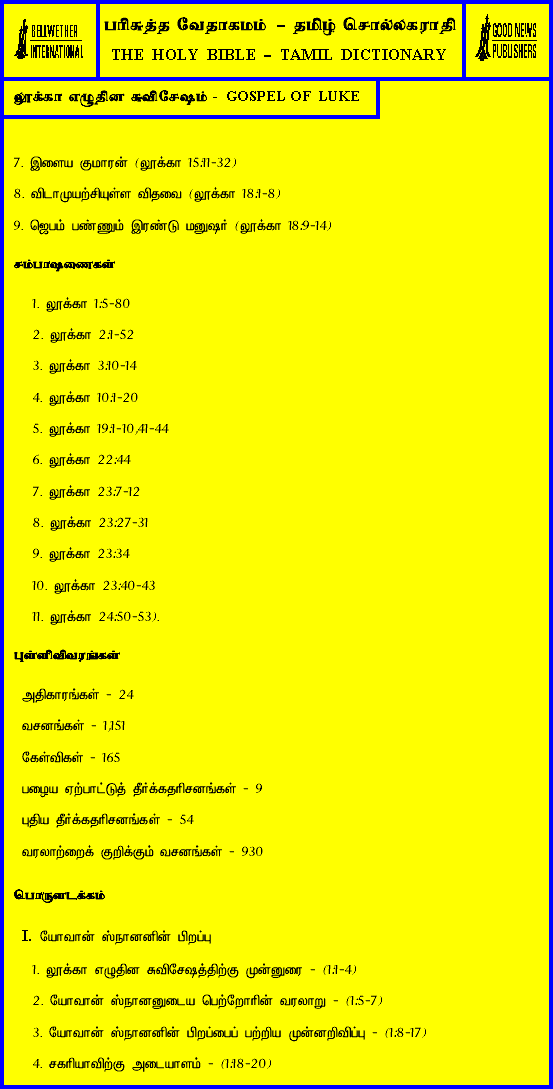 BELLWETHER
INTERNATIONAL
பரிசுத்த வேதாகமம் – தமிழ் சொல்லகராதி
THE HOLY BIBLE – TAMIL DICTIONARY
GOOD NEWS
PUBLISHERS
லூக்கா எழுதின சுவிசேஷம் - GOSPEL OF LUKE
7. இளைய குமாரன் (லூக்கா 15:11-32)
8. விடாமுயற்சியுள்ள விதவை (லூக்கா 18:1-8)
9. ஜெபம் பண்ணும் இரண்டு மனுஷர் (லூக்கா 18:9-14)
சம்பாஷணைகள்
1. லூக்கா 1:5-80
2. லூக்கா 2:1-52
3. லூக்கா 3:10-14
4. லூக்கா 10:1-20
5. லூக்கா 19:1-10,41-44
6. லூக்கா 22:44
7. லூக்கா 23:7-12
8. லூக்கா 23:27-31
9. லூக்கா 23:34
10. லூக்கா 23:40-43
11. லூக்கா 24:50-53).
புள்ளிவிவரங்கள்
அதிகாரங்கள் - 24
வசனங்கள் - 1,151
கேள்விகள் - 165
பழைய ஏற்பாட்டுத் தீர்க்கதரிசனங்கள் - 9
புதிய தீர்க்கதரிசனங்கள் - 54
வரலாற்றைக் குறிக்கும் வசனங்கள் - 930
பொருளடக்கம்
I. யோவான் ஸ்நானனின் பிறப்பு
1. லூக்கா எழுதின சுவிசேஷத்திற்கு முன்னுரை - (1:1-4)
2. யோவான் ஸ்நானனுடைய பெற்றோரின் வரலாறு - (1:5-7)
3. யோவான் ஸ்நானனின் பிறப்பைப் பற்றிய முன்னறிவிப்பு - (1:8-17)
4. சகரியாவிற்கு அடையாளம் - (1:18-20)